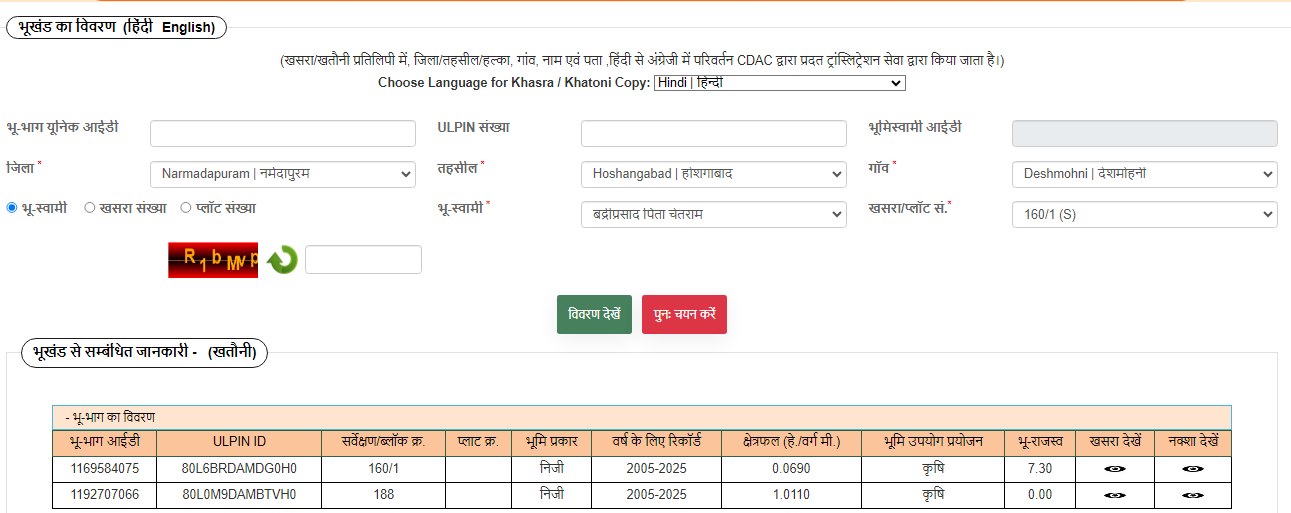 भूखंड का विवरण (हिंदी English)
(खसरा/खतौनी प्रतिलिपी में, जिला/तहसील/हल्का, गांव, नाम एवं पता ,हिंदी से अंग्रेजी में परिवर्तन CDAC द्वारा प्रदत ट्रांस्लिट्रेशन सेवा द्वारा किया जाता है।)
Choose Language for Khasra / Khatoni Copy: Hindi | हिन्दी
भू-भाग यूनिक आईडी ULPIN संख्या भूमिस्वामी आईडी
जिला * Narmadapuram | नर्मदापुरम तहसील * Hoshangabad | होशंगाबाद गॉव * Deshmohni | देशमोहनी
भू-स्वामी खसरा संख्या प्लॉट संख्या भू-स्वामी * बद्रीप्रसाद पिता चेतराम खसरा/प्लॉट सं.* 160/1 (S)
R1bMvp
विवरण देखें पुनः चयन करें
भूखंड से सम्बंधित जानकारी - (खतौनी)
- भू-भाग का विवरण
भू-भाग आईडी ULPIN ID सर्वेक्षण/ब्लॉक क्र. प्लाट क्र. भूमि प्रकार वर्ष के लिए रिकॉर्ड क्षेत्रफल (हे./वर्ग मी.) भूमि उपयोग प्रयोजन भू-राजस्व खसरा देखें नक्शा देखें
1169584075 80L6BRDAMDG0H0 160/1 निजी 2005-2025 0.0690 कृषि 7.30
1192707066 80L0M9DAMBTVH0 188 निजी 2005-2025 1.0110 कृषि 0.00